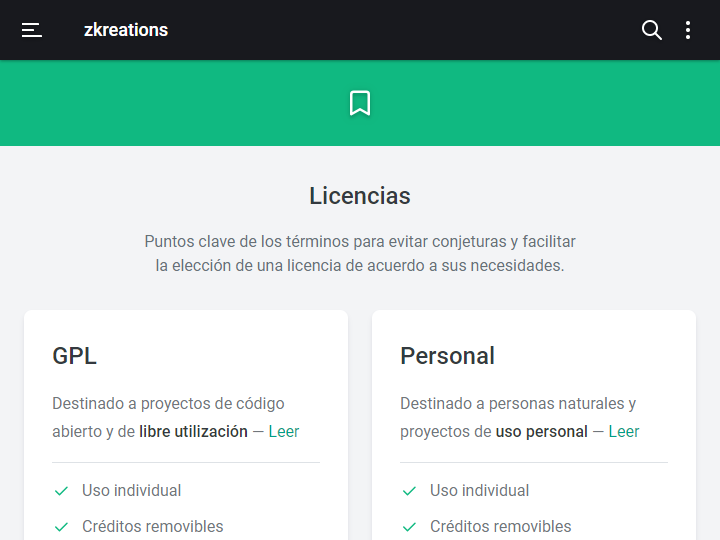 zkreations
Licencias
Puntos clave de los términos para evitar conjeturas y facilitar
la elección de una licencia de acuerdo a sus necesidades.
GPL
Destinado a proyectos de código
abierto y de libre utilización — Leer
Uso individual
Créditos removibles
Personal
Destinado a personas naturales y
proyectos de uso personal — Leer
Uso individual
Créditos removibles